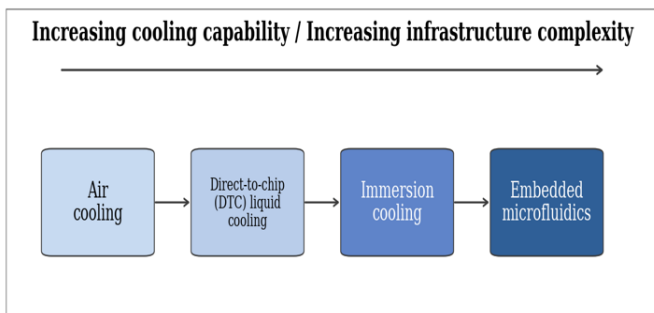 Increasing cooling capability / Increasing infrastructure complexity
Air
cooling
Direct-to-chip
(DTC) liquid
cooling
Immersion
cooling
Embedded
microfluidics